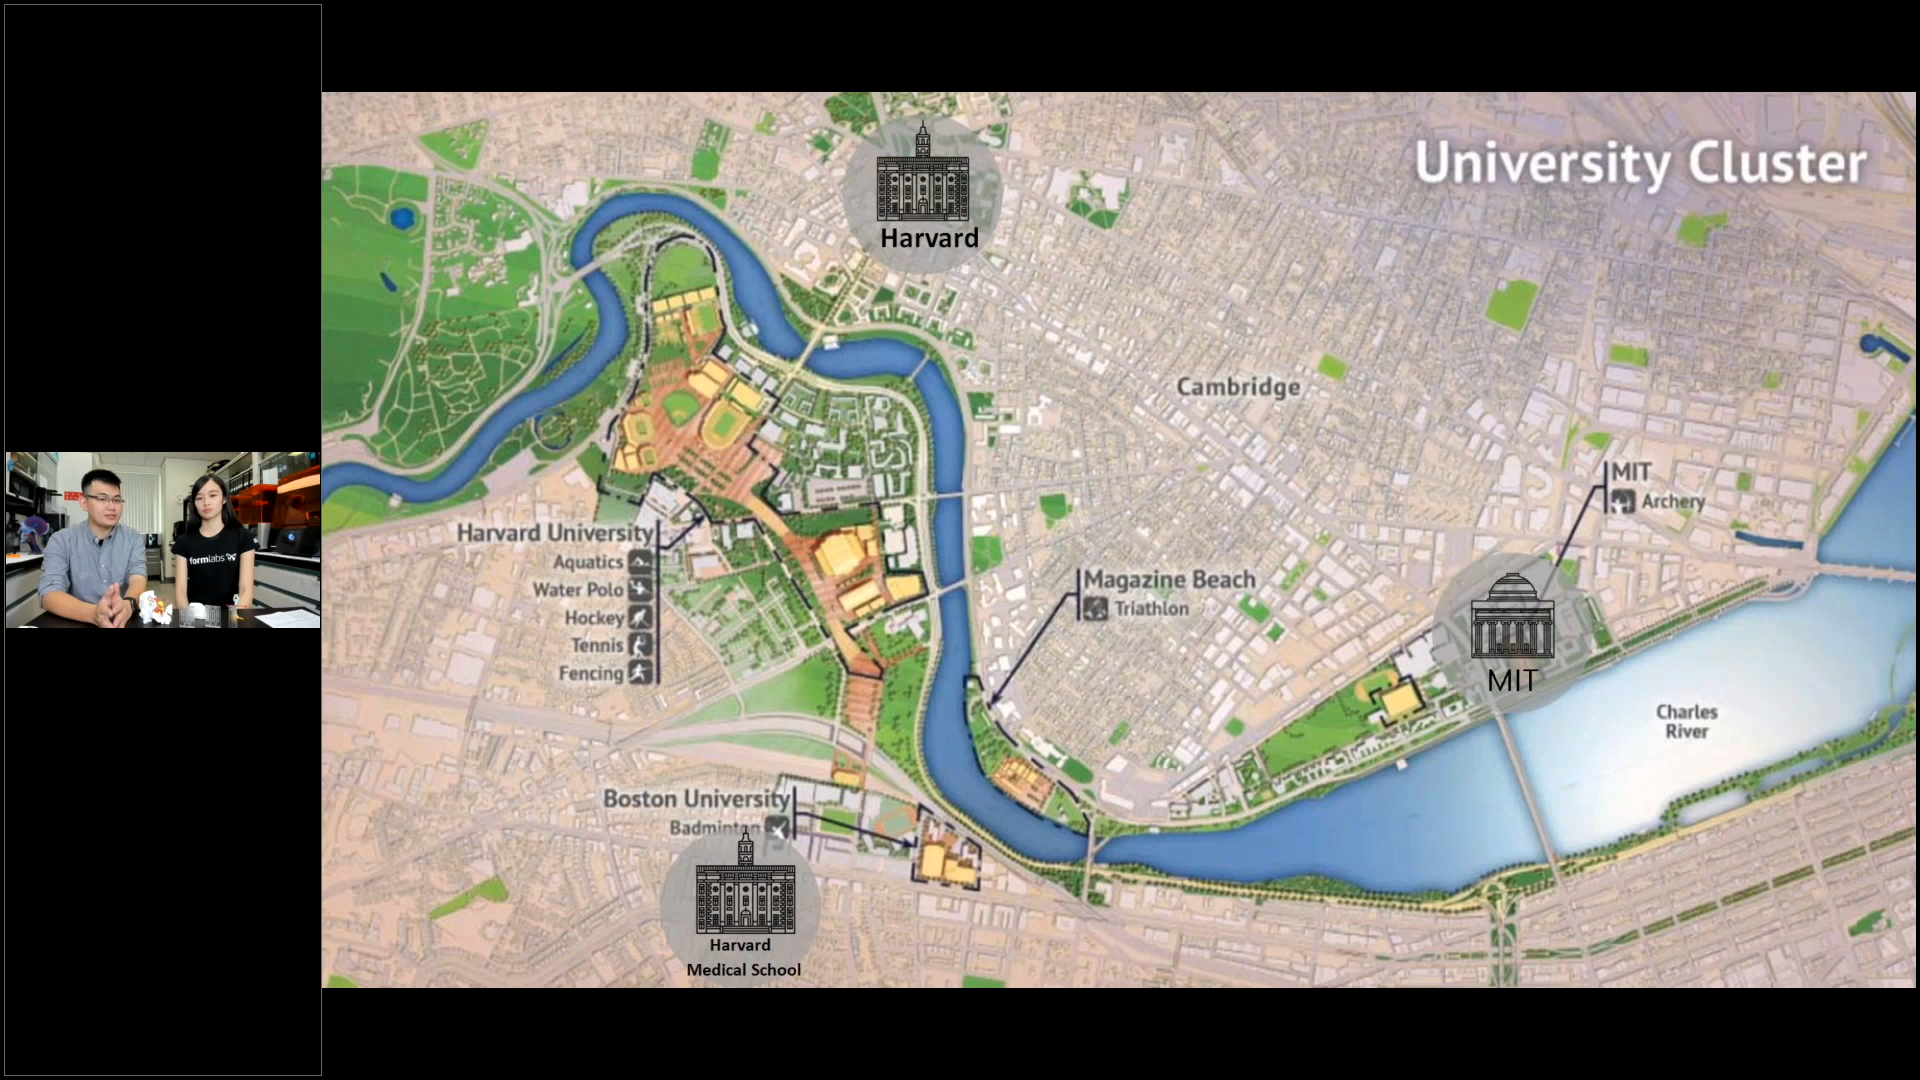 University Cluster
Harvard
Cambridge
MIT
Archery
Harvard University
Aquatics
Water Polo
Hockey
Tennis
Fencing
Magazine Beach
Triathlon
MIT
Charles
River
Boston University
Badminton
Harvard
Medical School
formlabs